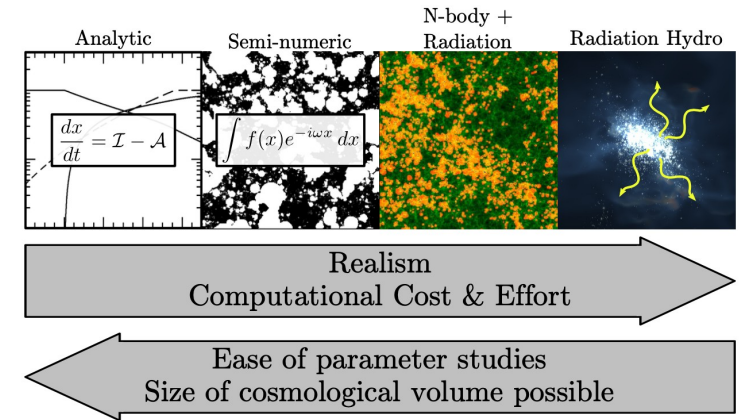 Analytic
Semi-numeric
N-body +
Radiation
Radiation Hydro
dx/dt = I − A
∫ f(x)e^{−iωx} dx
Realism
Computational Cost & Effort
Ease of parameter studies
Size of cosmological volume possible